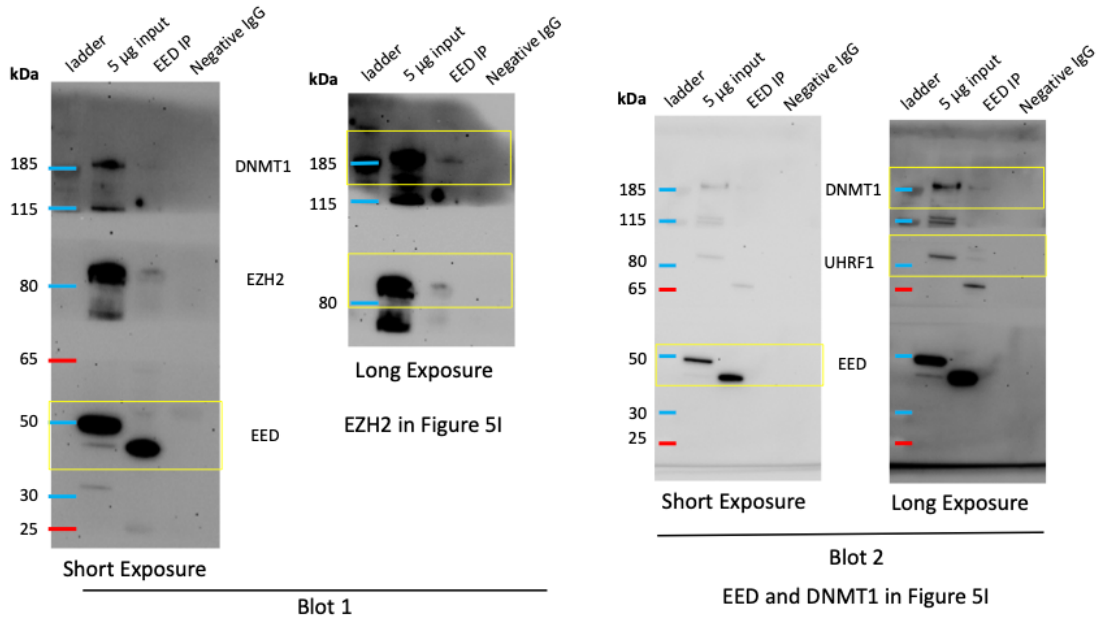 ladder
5 µg input
EED IP
Negative IgG
kDa
185
115
80
65
50
30
25
DNMT1
EZH2
EED
Short Exposure
ladder
5 µg input
EED IP
Negative IgG
kDa
185
115
80
Long Exposure
EZH2 in Figure 5I
Blot 1
ladder
5 µg input
EED IP
Negative IgG
kDa
185
115
80
65
50
30
25
Short Exposure
DNMT1
UHRF1
EED
ladder
5 µg input
EED IP
Negative IgG
Long Exposure
Blot 2
EED and DNMT1 in Figure 5I